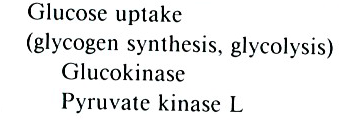 Glucose uptake
(glycogen synthesis, glycolysis)
Glucokinase
Pyruvate kinase L